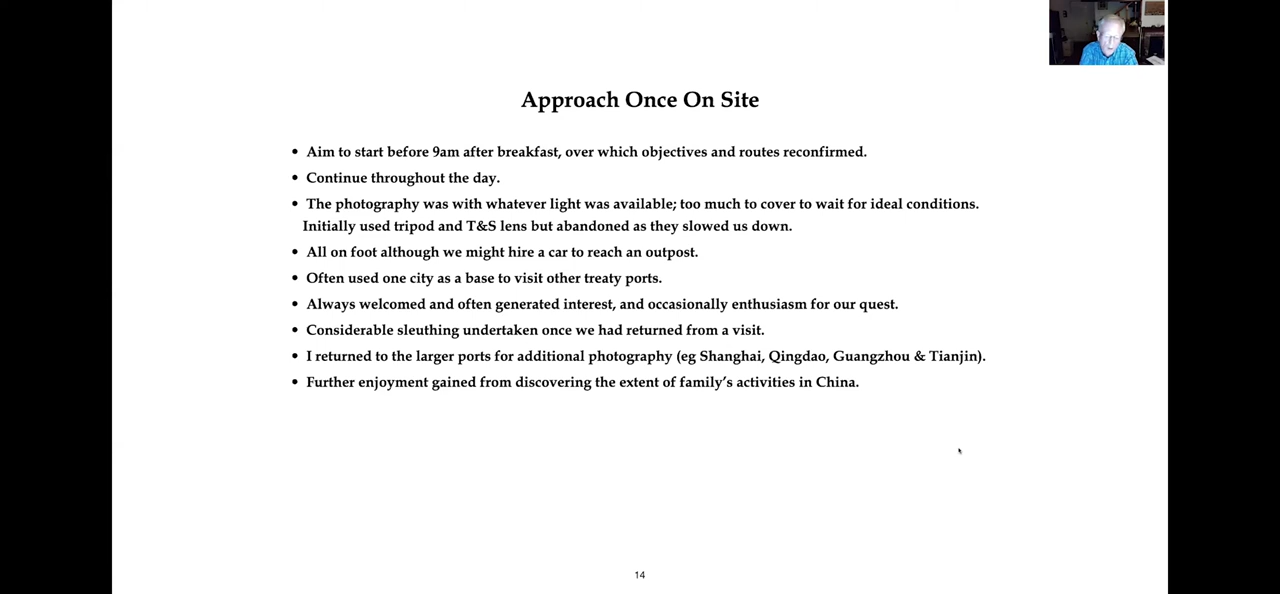 Approach Once On Site
• Aim to start before 9am after breakfast, over which objectives and routes reconfirmed.
• Continue throughout the day.
• The photography was with whatever light was available; too much to cover to wait for ideal conditions.
Initially used tripod and T&S lens but abandoned as they slowed us down.
• All on foot although we might hire a car to reach an outpost.
• Often used one city as a base to visit other treaty ports.
• Always welcomed and often generated interest, and occasionally enthusiasm for our quest.
• Considerable sleuthing undertaken once we had returned from a visit.
• I returned to the larger ports for additional photography (eg Shanghai, Qingdao, Guangzhou & Tianjin).
• Further enjoyment gained from discovering the extent of family’s activities in China.
14